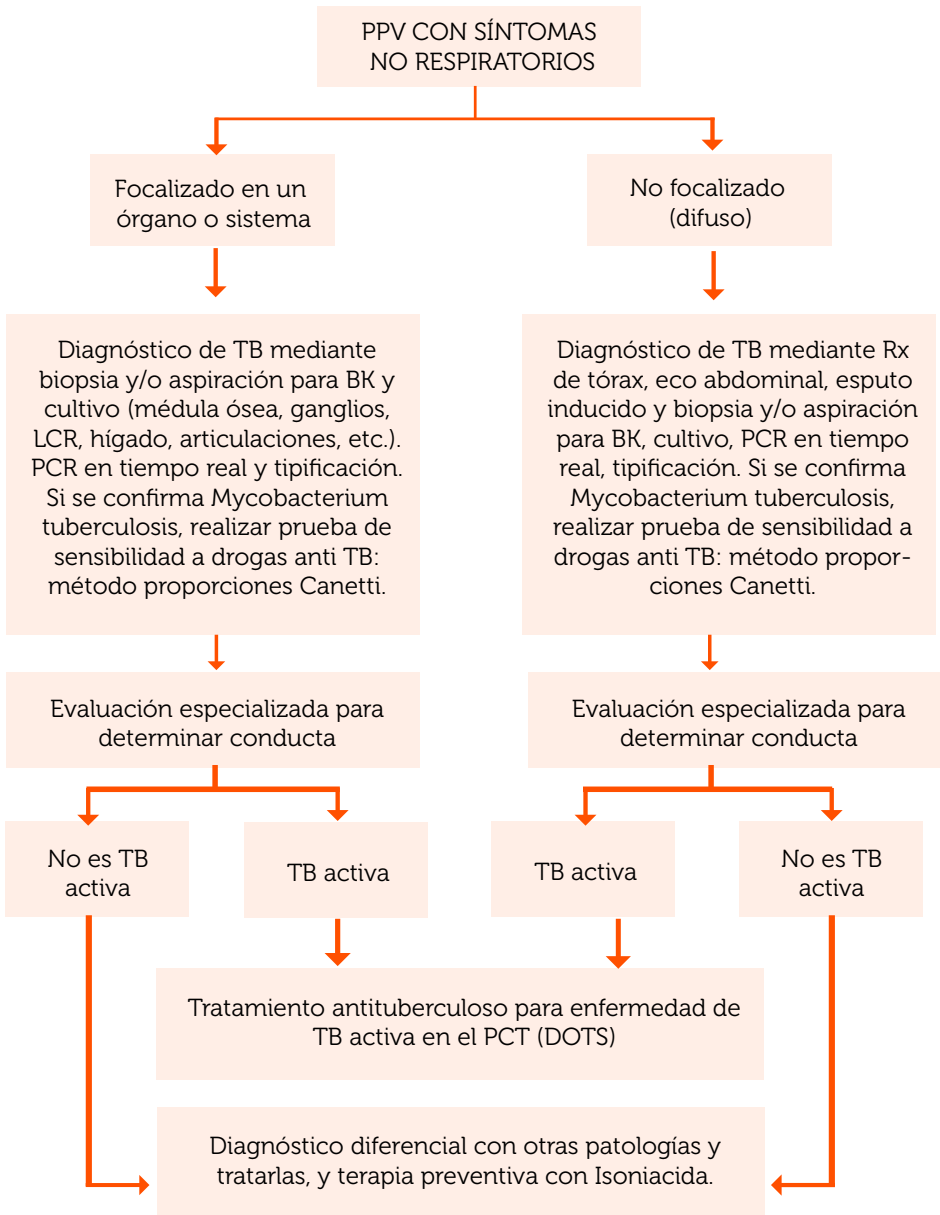 PPV CON SÍNTOMAS
NO RESPIRATORIOS
Focalizado en un
órgano o sistema
No focalizado
(difuso)
Diagnóstico de TB mediante
biopsia y/o aspiración para BK y
cultivo (médula ósea, ganglios,
LCR, hígado, articulaciones, etc.).
PCR en tiempo real y tipificación.
Si se confirma Mycobacterium
tuberculosis, realizar prueba de
sensibilidad a drogas anti TB:
método proporciones Canetti.
Diagnóstico de TB mediante Rx
de tórax, eco abdominal, esputo
inducido y biopsia y/o aspiración
para BK, cultivo, PCR en tiempo
real, tipificación. Si se confirma
Mycobacterium tuberculosis,
realizar prueba de sensibilidad a
drogas anti TB: método propor-
ciones Canetti.
Evaluación especializada para
determinar conducta
Evaluación especializada para
determinar conducta
No es TB
activa
TB activa
TB activa
No es TB
activa
Tratamiento antituberculoso para enfermedad de
TB activa en el PCT (DOTS)
Diagnóstico diferencial con otras patologías y
tratarlas, y terapia preventiva con Isoniacida.